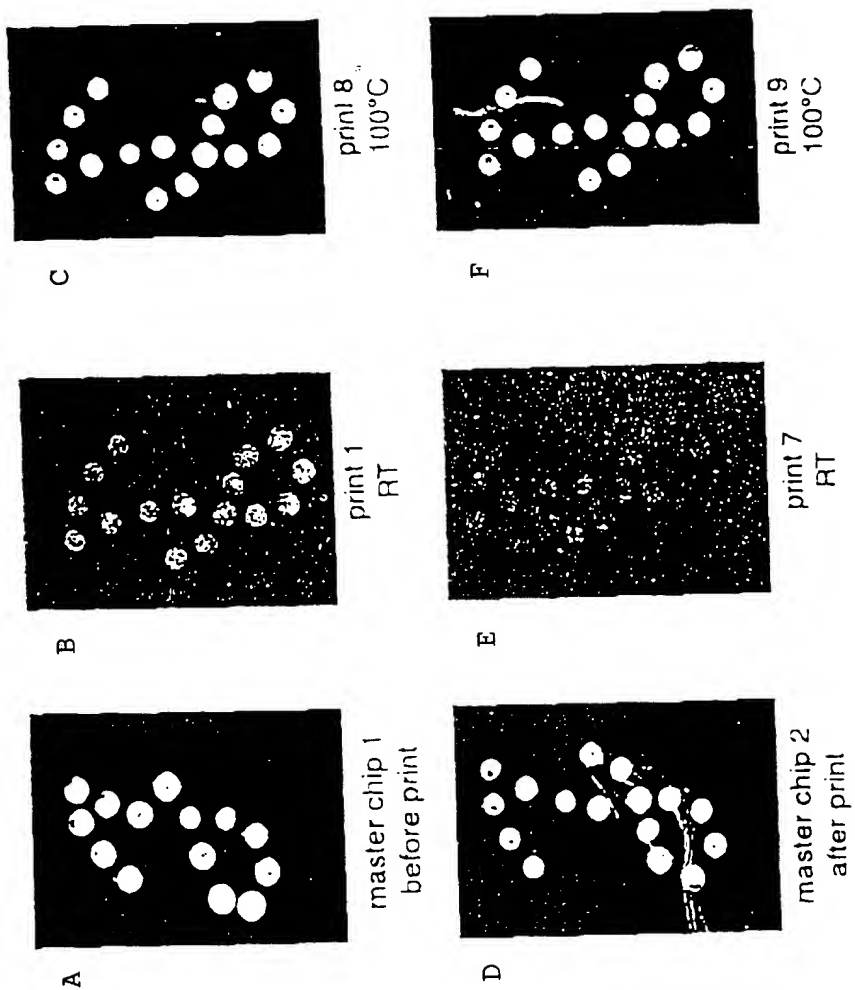 A
master chip 1
before print
B
print 1
RT
C
print 8
100°C
D
master chip 2
after print
E
print 7
RT
F
print 9
100°C